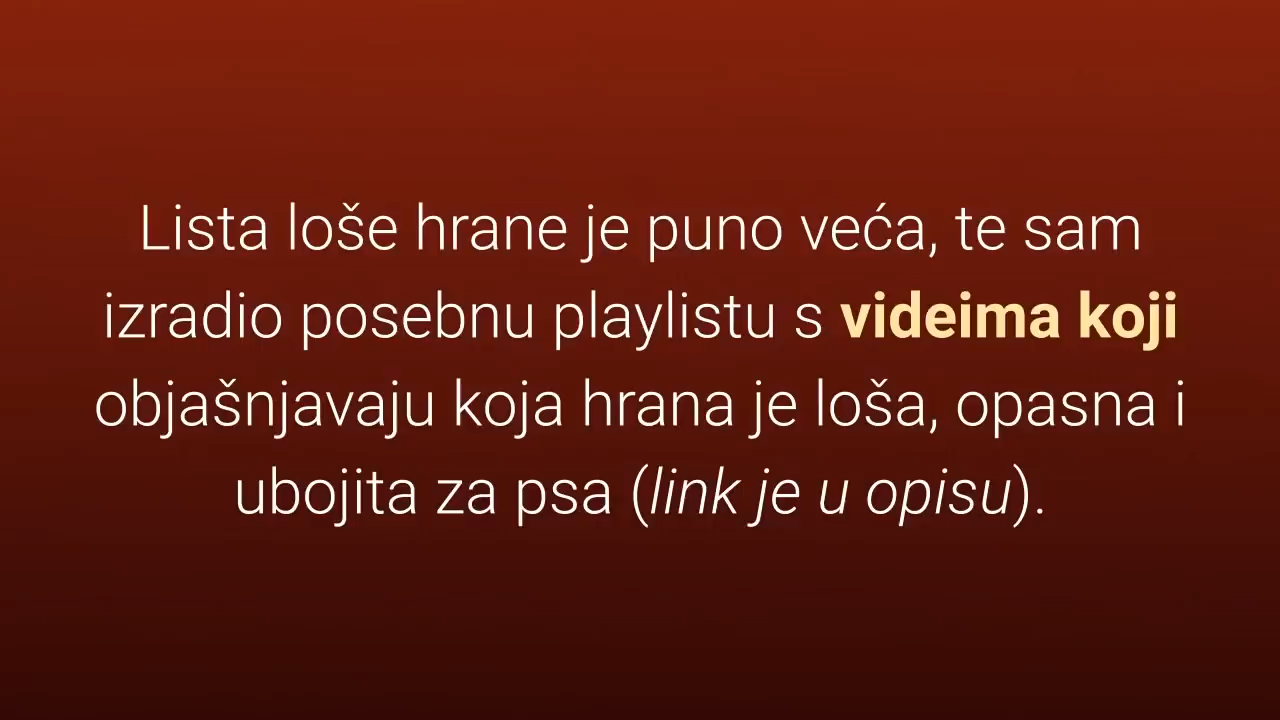 Lista loše hrane je puno veća, te sam
izradio posebnu playlistu s videima koji
objašnjavaju koja hrana je loša, opasna i
ubojita za psa (link je u opisu).